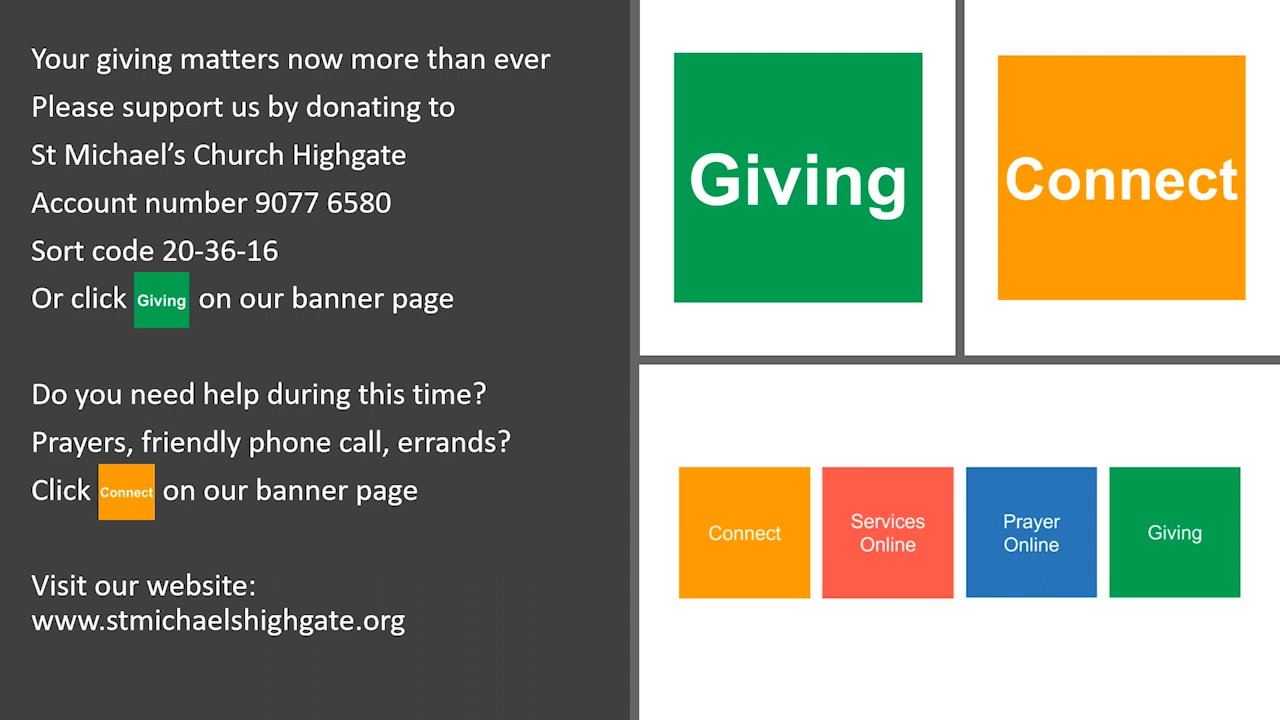 Your giving matters now more than ever
Please support us by donating to
St Michael’s Church Highgate
Account number 9077 6580
Sort code 20-36-16
Or click Giving on our banner page
Do you need help during this time?
Prayers, friendly phone call, errands?
Click Connect on our banner page
Visit our website:
www.stmichaelshighgate.org
Giving
Connect
Connect
Services
Online
Prayer
Online
Giving